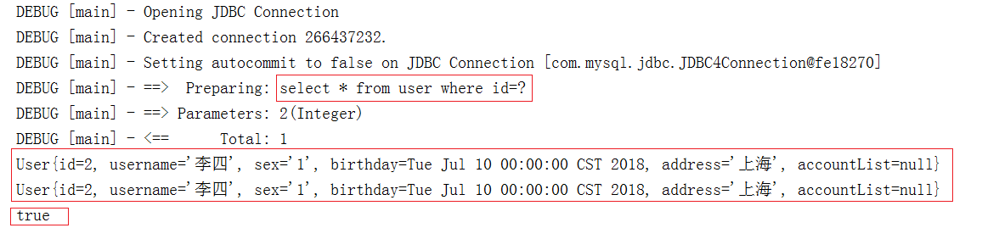 DEBUG [main] - Opening JDBC Connection
DEBUG [main] - Created connection 266437232.
DEBUG [main] - Setting autocommit to false on JDBC Connection [com.mysql.jdbc.JDBC4Connection@fe18270]
DEBUG [main] - ==>  Preparing: select * from user where id=?
DEBUG [main] - ==> Parameters: 2(Integer)
DEBUG [main] - <==      Total: 1
User{id=2, username='李四', sex='1', birthday=Tue Jul 10 00:00:00 CST 2018, address='上海', accountList=null}
User{id=2, username='李四', sex='1', birthday=Tue Jul 10 00:00:00 CST 2018, address='上海', accountList=null}
true